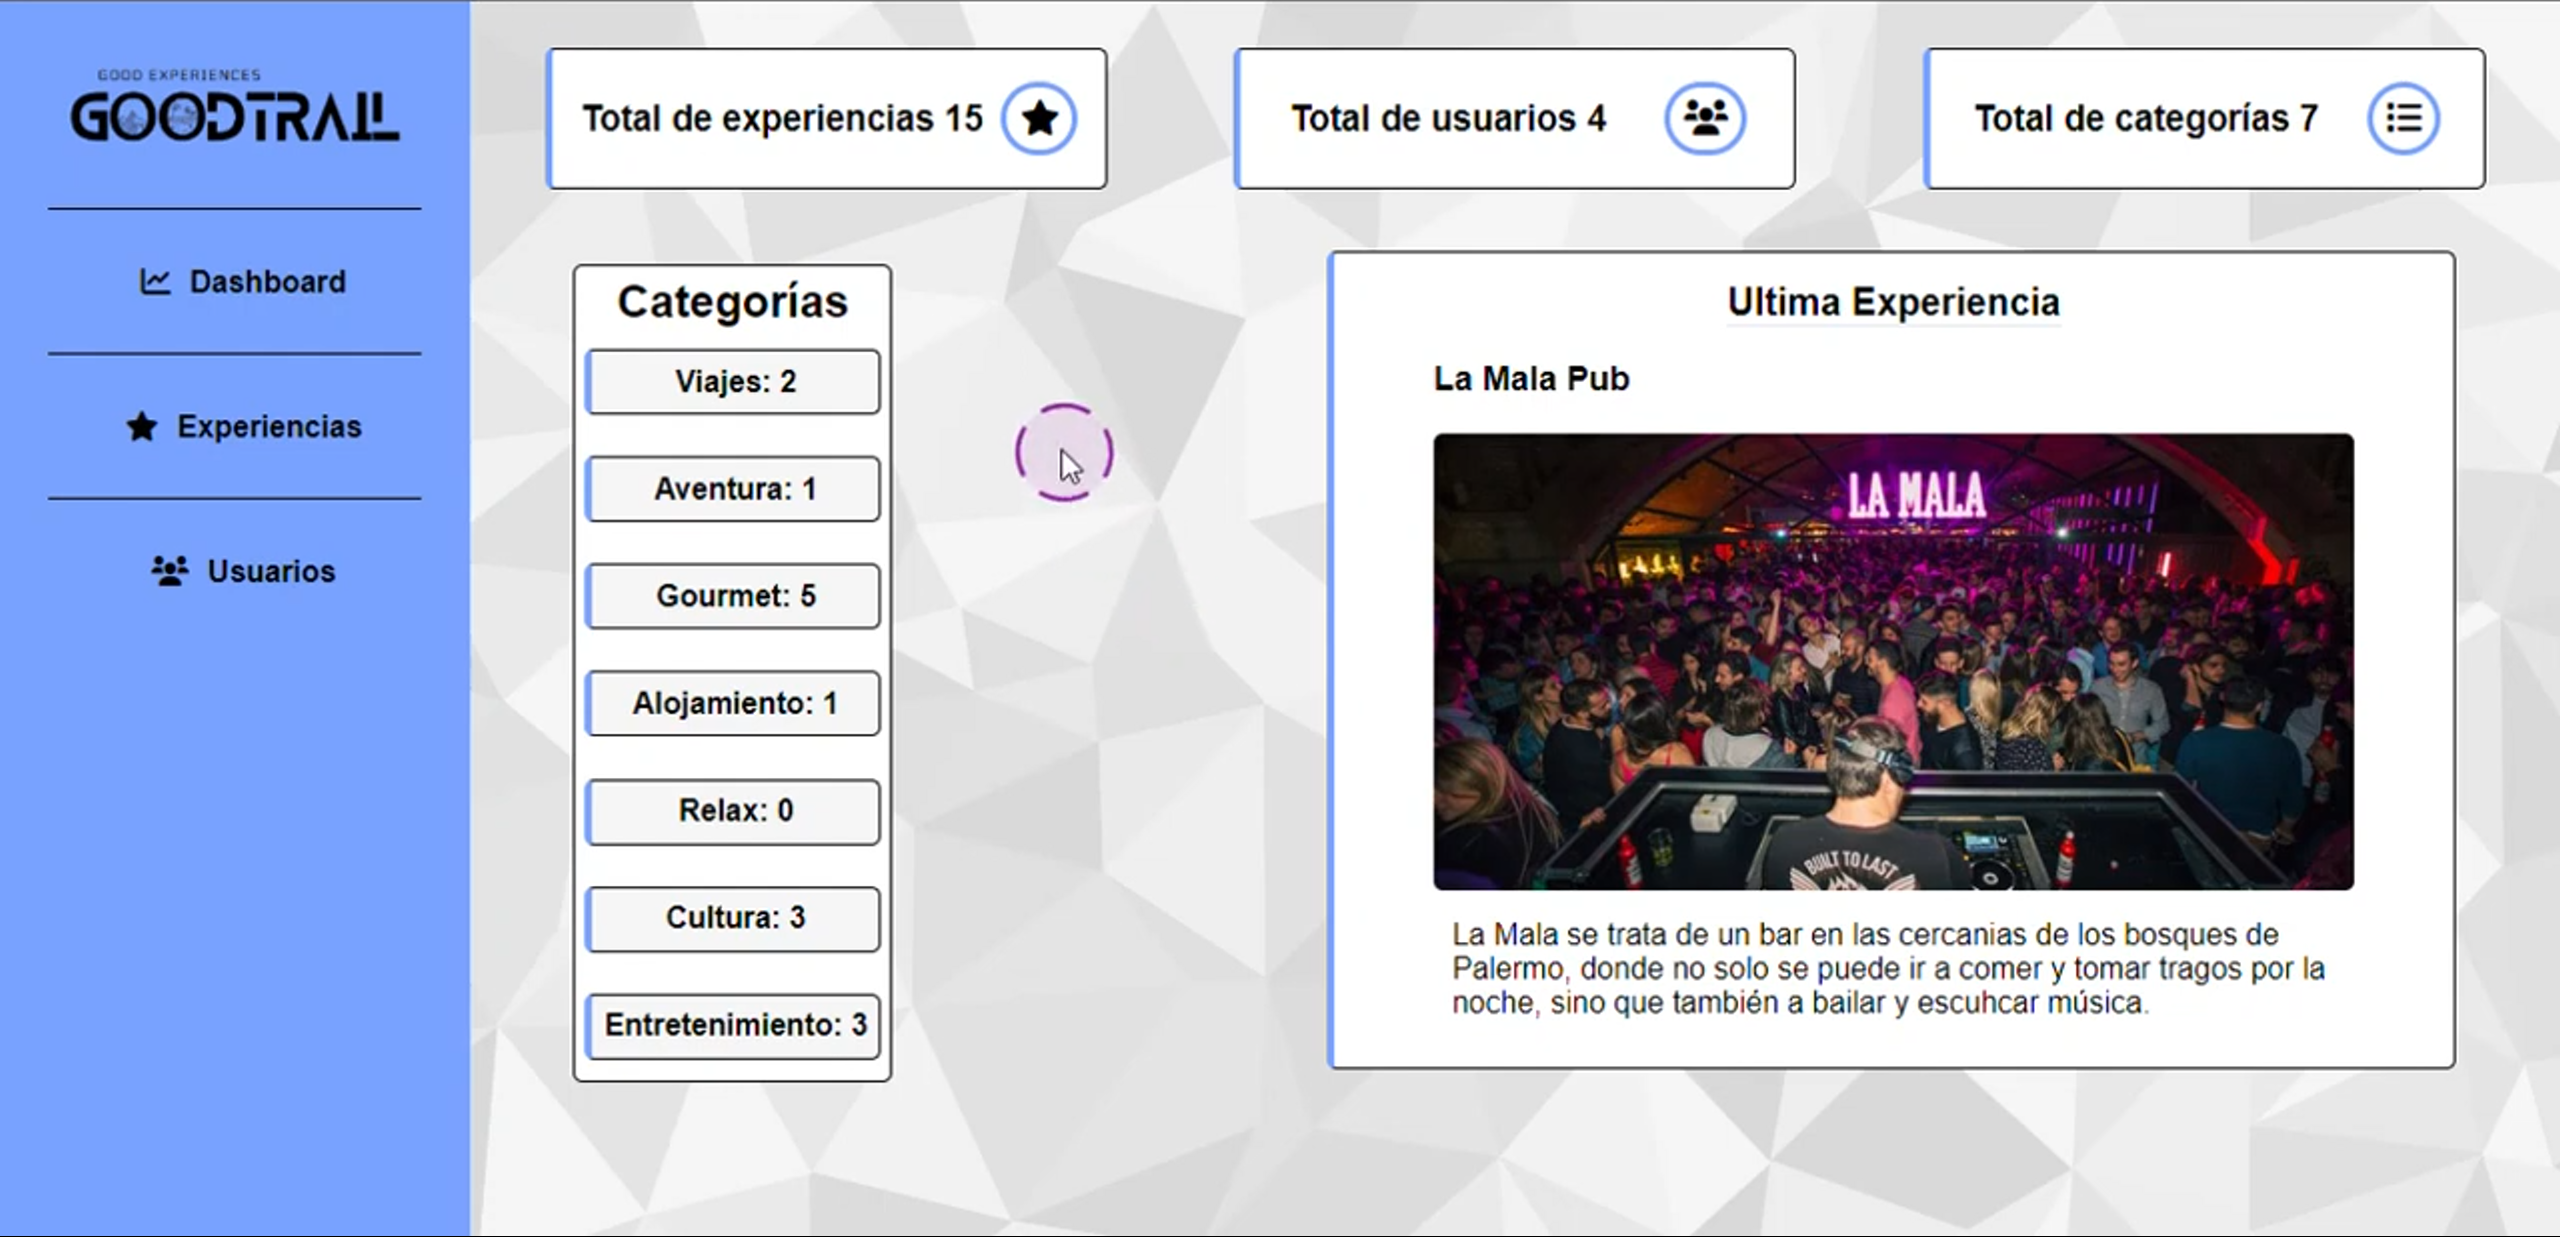 GOOD EXPERIENCES
GOODTRAIL
Dashboard
Experiencias
Usuarios
Total de experiencias 15
Total de usuarios 4
Total de categorías 7
Categorías
Viajes: 2
Aventura: 1
Gourmet: 5
Alojamiento: 1
Relax: 0
Cultura: 3
Entretenimiento: 3
Ultima Experiencia
La Mala Pub
LA MALA
BUILT TO LAST
La Mala se trata de un bar en las cercanias de los bosques de
Palermo, donde no solo se puede ir a comer y tomar tragos por la
noche, sino que también a bailar y escuhcar música.